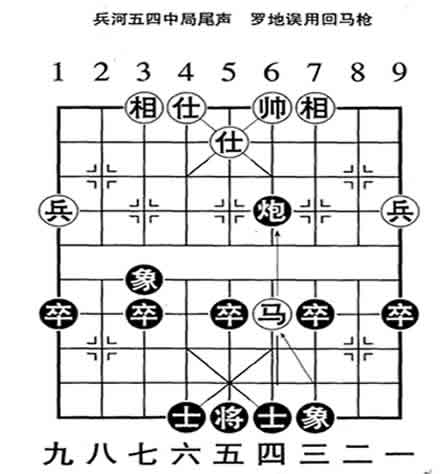 兵河五四中局尾声 罗地误用回马枪
1 2 3 4 5 6 7 8 9
相 仕 帅 相
仕
兵 炮 兵
象
卒 卒 卒 马 卒 卒
士 将 士 象
九 八 七 六 五 四 三 二 一